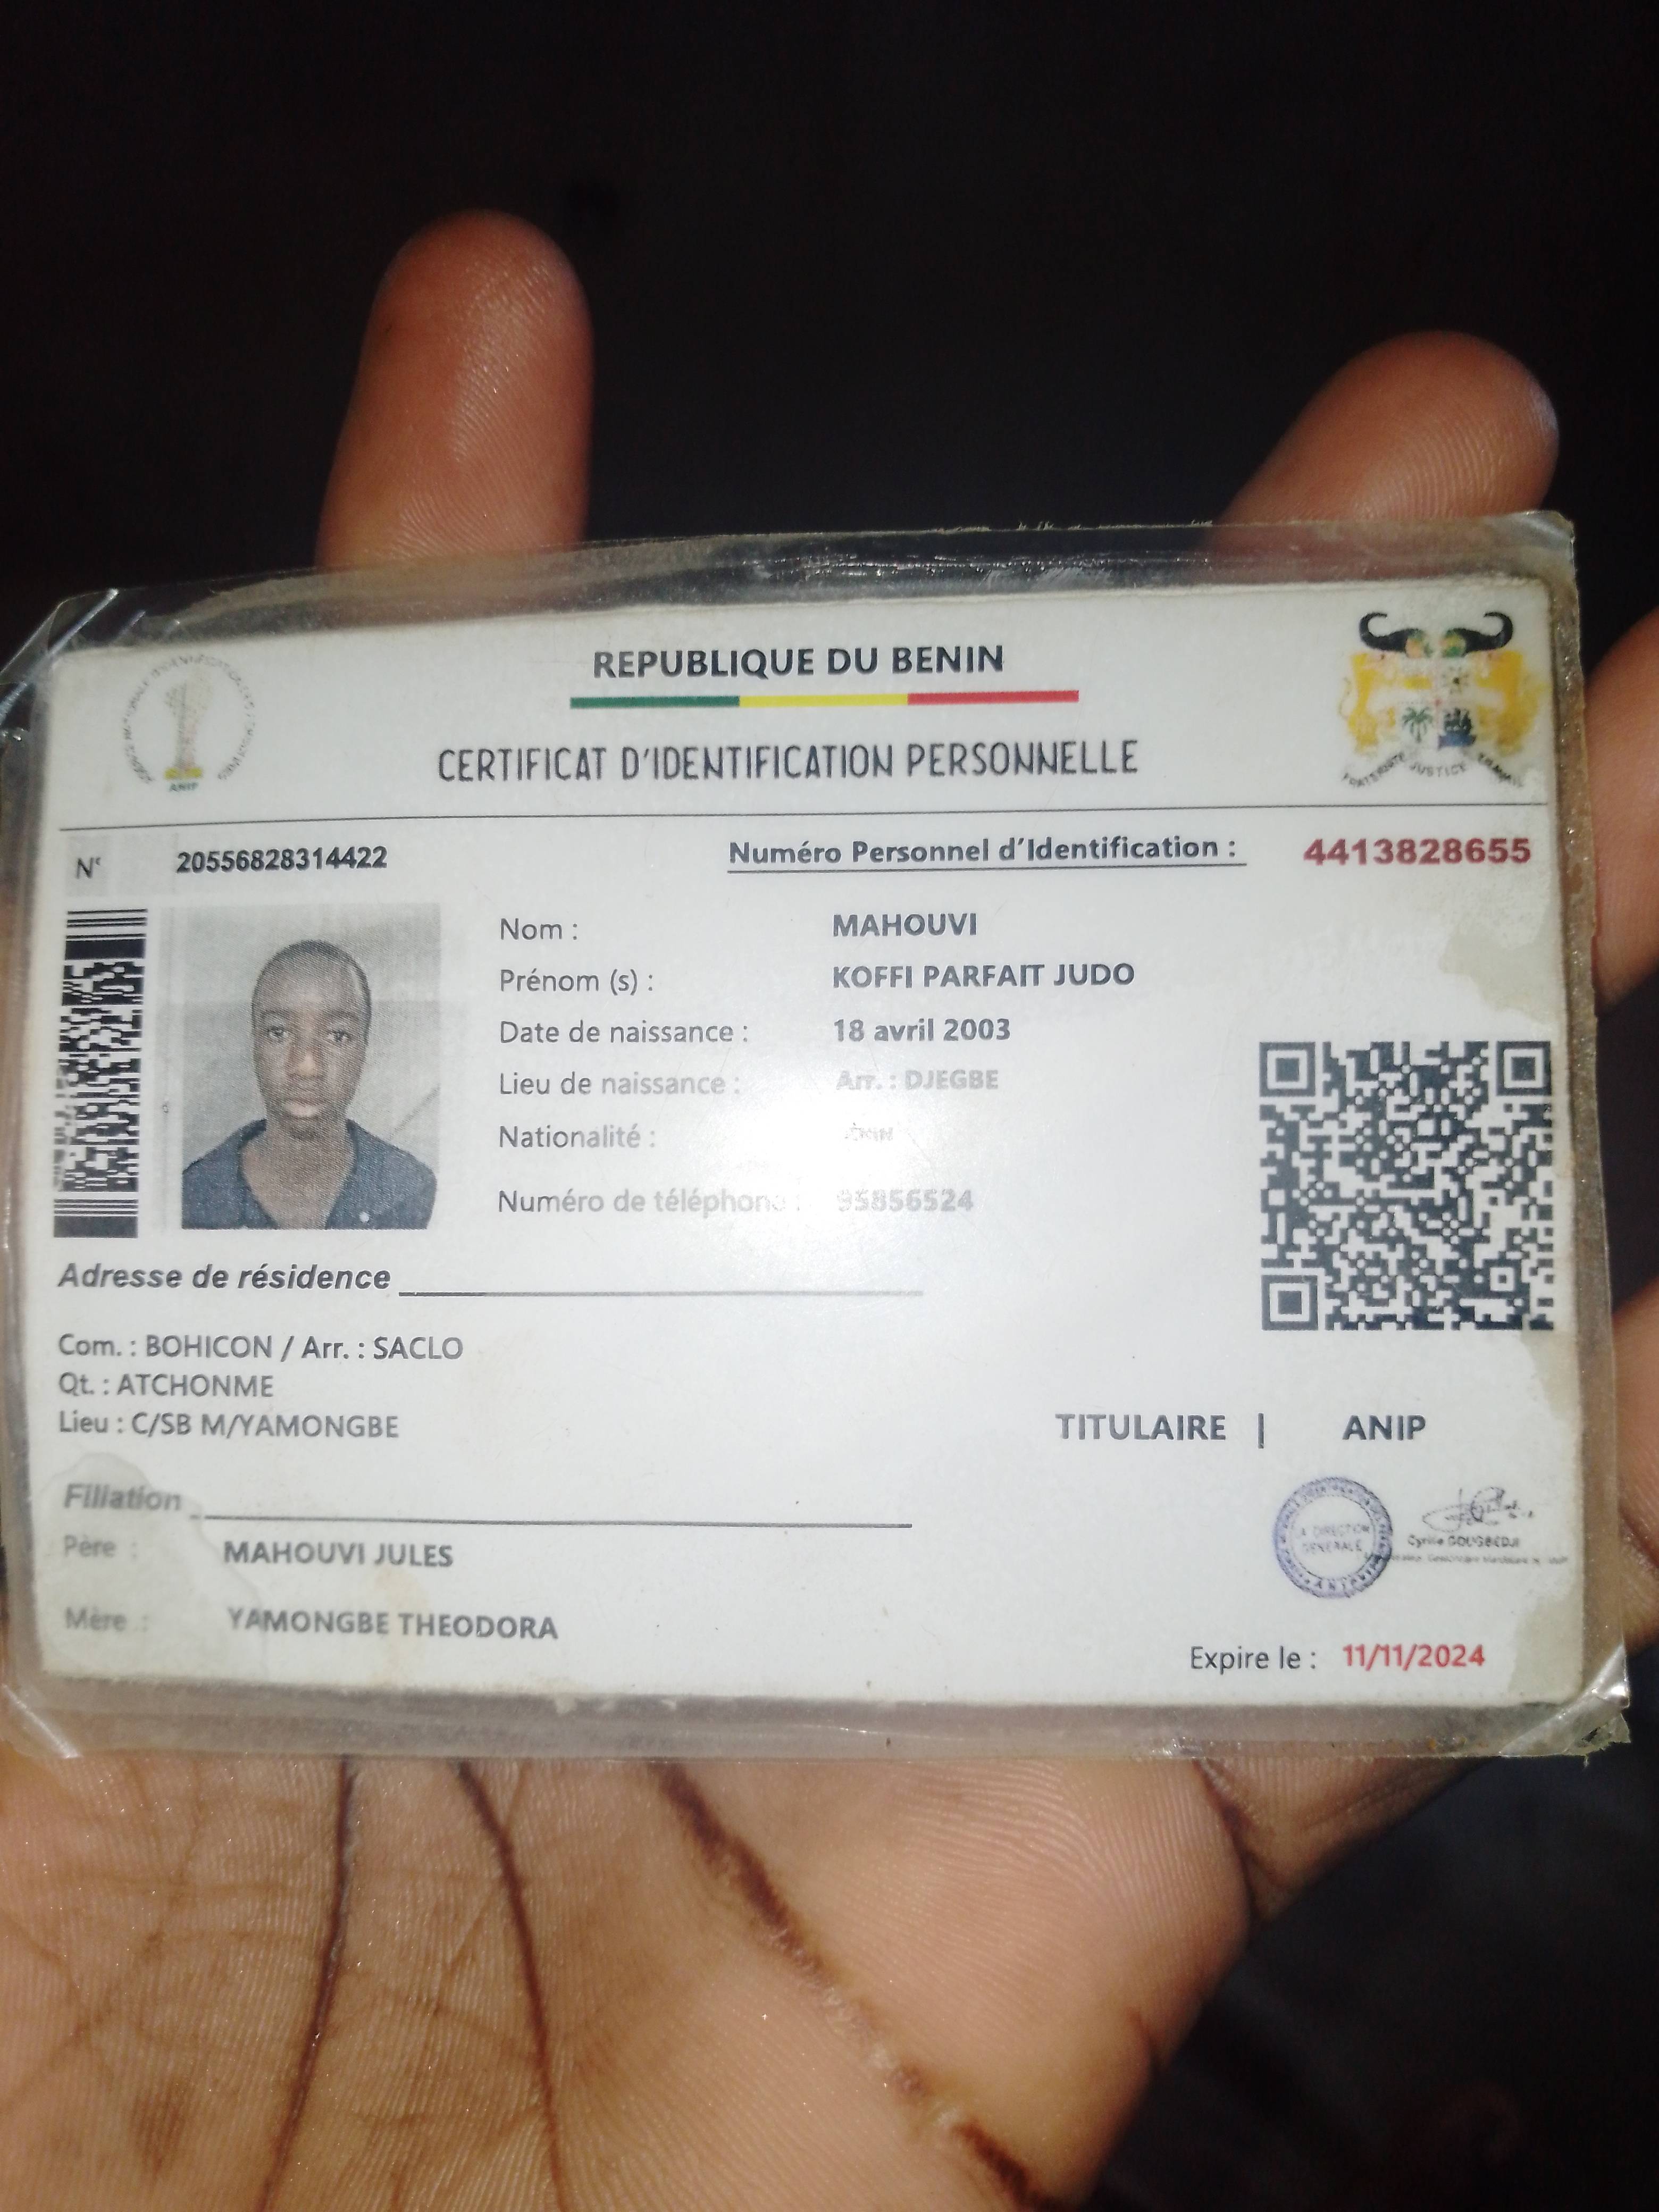 REPUBLIQUE DU BENIN
CERTIFICAT D'IDENTIFICATION PERSONNELLE
ANIP
FRATERNITE JUSTICE TRAVAIL
N° 20556828314422
Numéro Personnel d'Identification : 4413828655
Nom : MAHOUVI
Prénom (s) : KOFFI PARFAIT JUDO
Date de naissance : 18 avril 2003
Lieu de naissance : Arr. : DJEGBE
Nationalité :
Numéro de téléphone : 95856524
Adresse de résidence
Com. : BOHICON / Arr. : SACLO
Qt. : ATCHONME
Lieu : C/SB M/YAMONGBE
TITULAIRE | ANIP
Filiation
Père : MAHOUVI JULES
Mère : YAMONGBE THEODORA
LA DIRECTION GENERALE
Cyrille GOUGBEDJI
Expire le : 11/11/2024